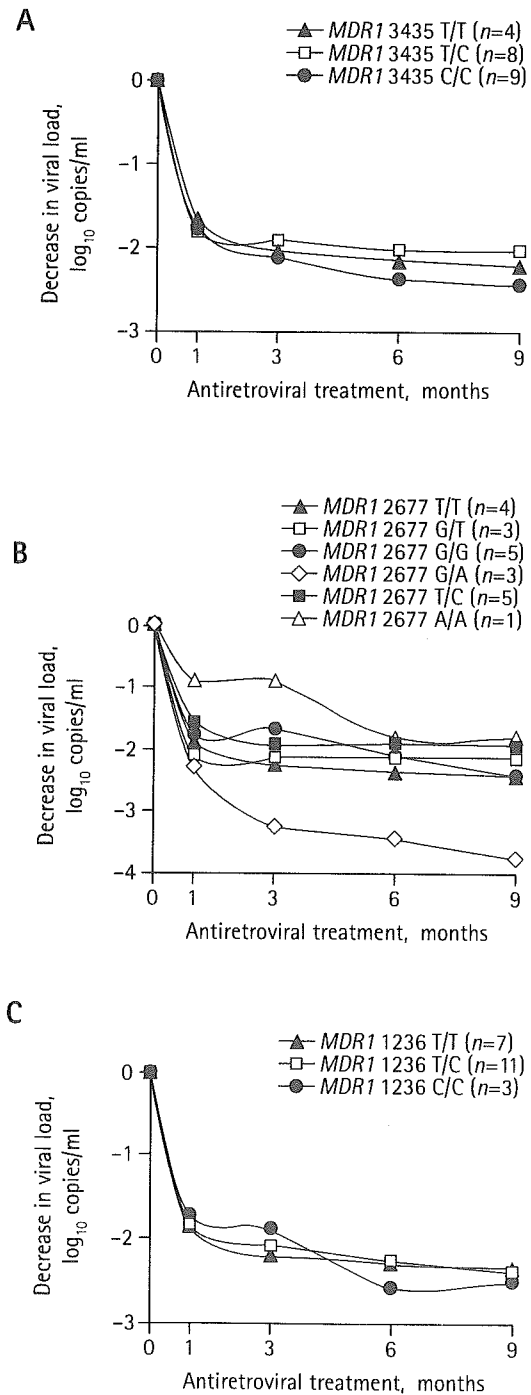 A
MDR1 3435 T/T (n=4)
MDR1 3435 T/C (n=8)
MDR1 3435 C/C (n=9)
Decrease in viral load,
log10 copies/ml
0
−1
−2
−3
0 1 3 6 9
Antiretroviral treatment, months
B
MDR1 2677 T/T (n=4)
MDR1 2677 G/T (n=3)
MDR1 2677 G/G (n=5)
MDR1 2677 G/A (n=3)
MDR1 2677 T/C (n=5)
MDR1 2677 A/A (n=1)
Decrease in viral load,
log10 copies/ml
0
−1
−2
−3
−4
0 1 3 6 9
Antiretroviral treatment, months
C
MDR1 1236 T/T (n=7)
MDR1 1236 T/C (n=11)
MDR1 1236 C/C (n=3)
Decrease in viral load,
log10 copies/ml
0
−1
−2
−3
0 1 3 6 9
Antiretroviral treatment, months